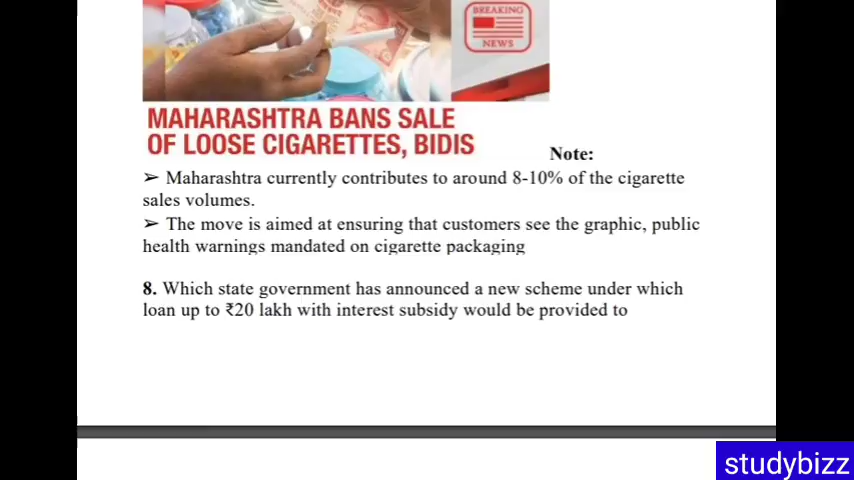 BREAKING
NEWS
MAHARASHTRA BANS SALE
OF LOOSE CIGARETTES, BIDIS
Note:
➢ Maharashtra currently contributes to around 8-10% of the cigarette
sales volumes.
➢ The move is aimed at ensuring that customers see the graphic, public
health warnings mandated on cigarette packaging
8. Which state government has announced a new scheme under which
loan up to ₹20 lakh with interest subsidy would be provided to
studybizz